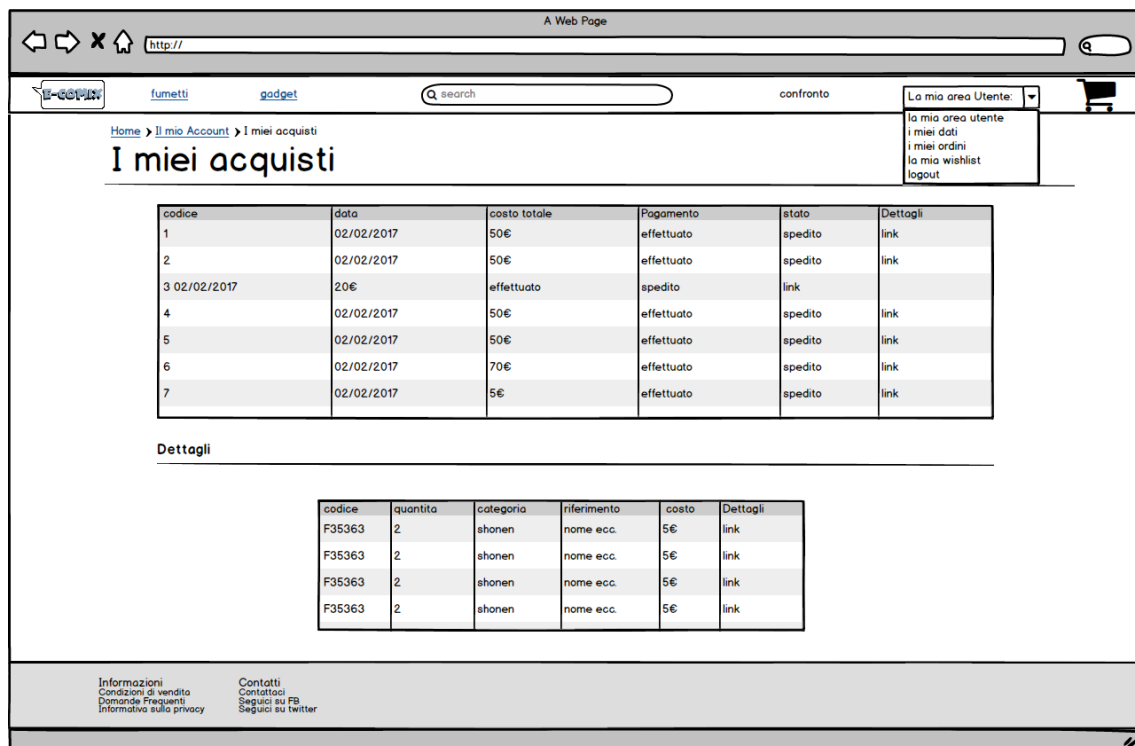 A Web Page
http://
E-COMIX fumetti gadget search confronto La mia area Utente:
la mia area utente
i miei dati
i miei ordini
la mia wishlist
logout
Home Il mio Account I miei acquisti
I miei acquisti
codice data costo totale Pagamento stato Dettagli
1 02/02/2017 50€ effettuato spedito link
2 02/02/2017 50€ effettuato spedito link
3 02/02/2017 20€ effettuato spedito link
4 02/02/2017 50€ effettuato spedito link
5 02/02/2017 50€ effettuato spedito link
6 02/02/2017 70€ effettuato spedito link
7 02/02/2017 5€ effettuato spedito link
Dettagli
codice quantita categoria riferimento costo Dettagli
F35363 2 shonen nome ecc. 5€ link
F35363 2 shonen nome ecc. 5€ link
F35363 2 shonen nome ecc. 5€ link
F35363 2 shonen nome ecc. 5€ link
Informazioni
Condizioni di vendita
Domande Frequenti
Informativa sulla privacy
Contatti
Contattaci
Seguici su FB
Seguici su twitter